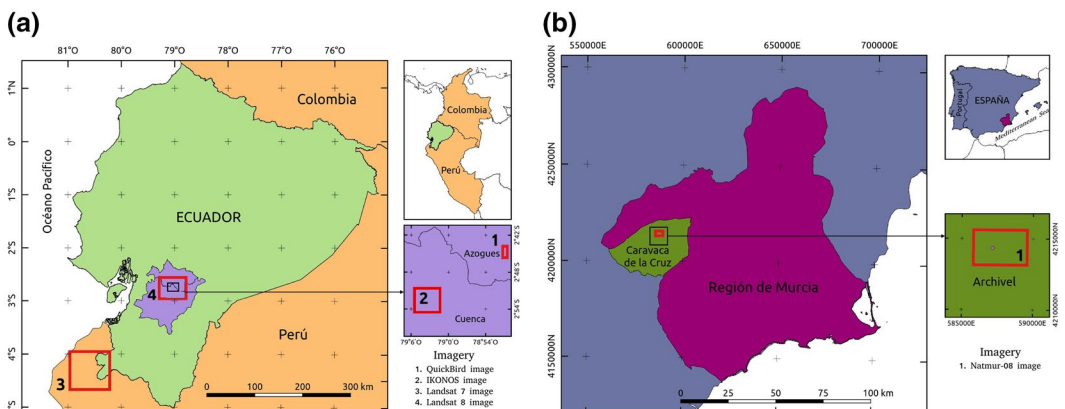 (a)
81°O 80°O 79°O 78°O 77°O 76°O
1°N
0°
1°S
2°S
3°S
4°S
5°S
Océano Pacífico
Colombia
ECUADOR
Perú
4
3
0 100 200 300 km
Colombia
Perú
1
Azogues
2
Cuenca
2°42'S
2°48'S
2°54'S
79°6'O 79°0'O 78°54'O
Imagery
1. QuickBird image
2. IKONOS image
3. Landsat 7 image
4. Landsat 8 image
(b)
550000E 600000E 650000E 700000E
4300000N
4250000N
4200000N
4150000N
Caravaca
de la Cruz
Región de Murcia
0 25 50 75 100 km
Portugal
ESPAÑA
Mediterranean Sea
1
Archivel
4215000N
4210000N
585000E 590000E
Imagery
1. Natmur-08 image